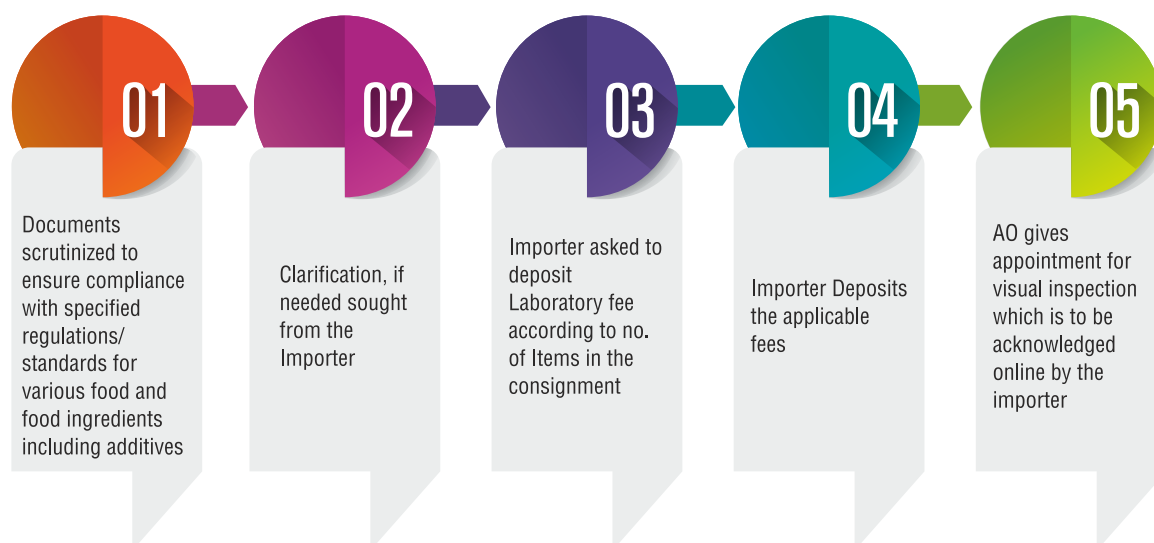 01
Documents
scrutinized to
ensure compliance
with specified
regulations/
standards for
various food and
food ingredients
including additives
02
Clarification, if
needed sought
from the
Importer
03
Importer asked to
deposit
Laboratory fee
according to no.
of Items in the
consignment
04
Importer Deposits
the applicable
fees
05
AO gives
appointment for
visual inspection
which is to be
acknowledged
online by the
importer